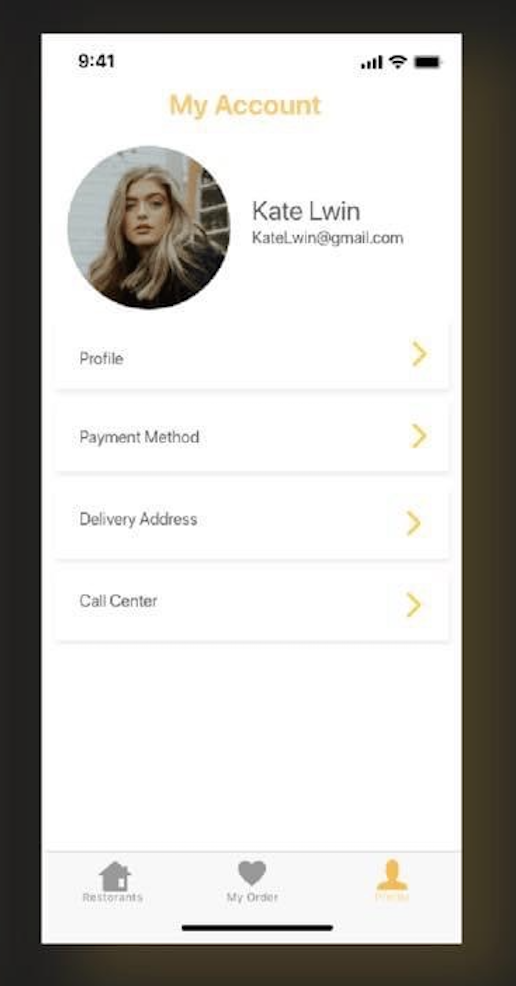 9:41
My Account
Kate Lwin
KateLwin@gmail.com
Profile
Payment Method
Delivery Address
Call Center
Restorants
My Order